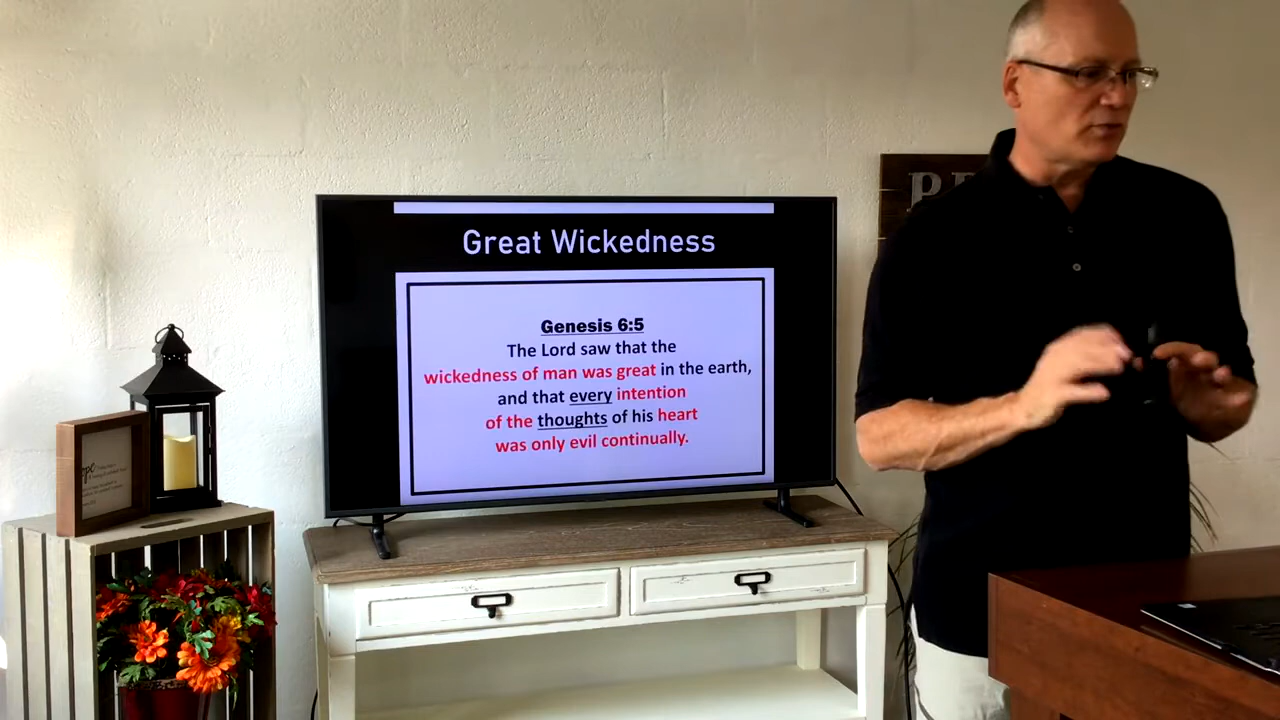 Great Wickedness
Genesis 6:5
The Lord saw that the
wickedness of man was great in the earth,
and that every intention
of the thoughts of his heart
was only evil continually.